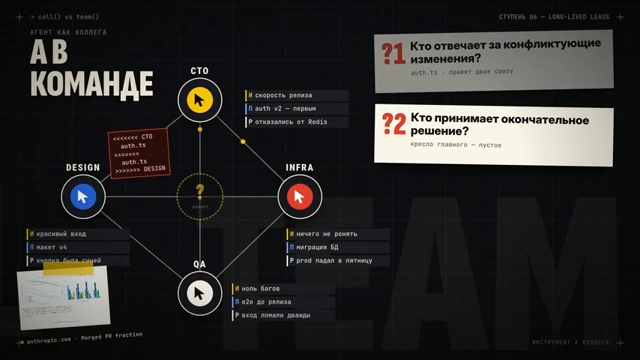 > call() vs team()
СТУПЕНЬ 06 — LONG-LIVED LEADS
АГЕНТ КАК КОЛЛЕГА
А В
КОМАНДЕ
CTO
И скорость релиза
П auth v2 — первым
Р отказались от Redis
<<<<<<< CTO
auth.ts
=======
auth.ts
>>>>>>> DESIGN
DESIGN
И красивый вход
П макет v4
Р кнопка была синей
?
INFRA
И ничего не ронять
П миграция БД
Р prod падал в пятницу
QA
И ноль багов
П e2e до релиза
Р вход ломали дважды
?1 Кто отвечает за конфликтующие
изменения?
auth.ts · правят двое сразу
?2 Кто принимает окончательное
решение?
кресло главного — пустое
TEAM
anthropic.com · Merged PR fraction
ИНСТРУМЕНТ ≠ КОЛЛЕГА